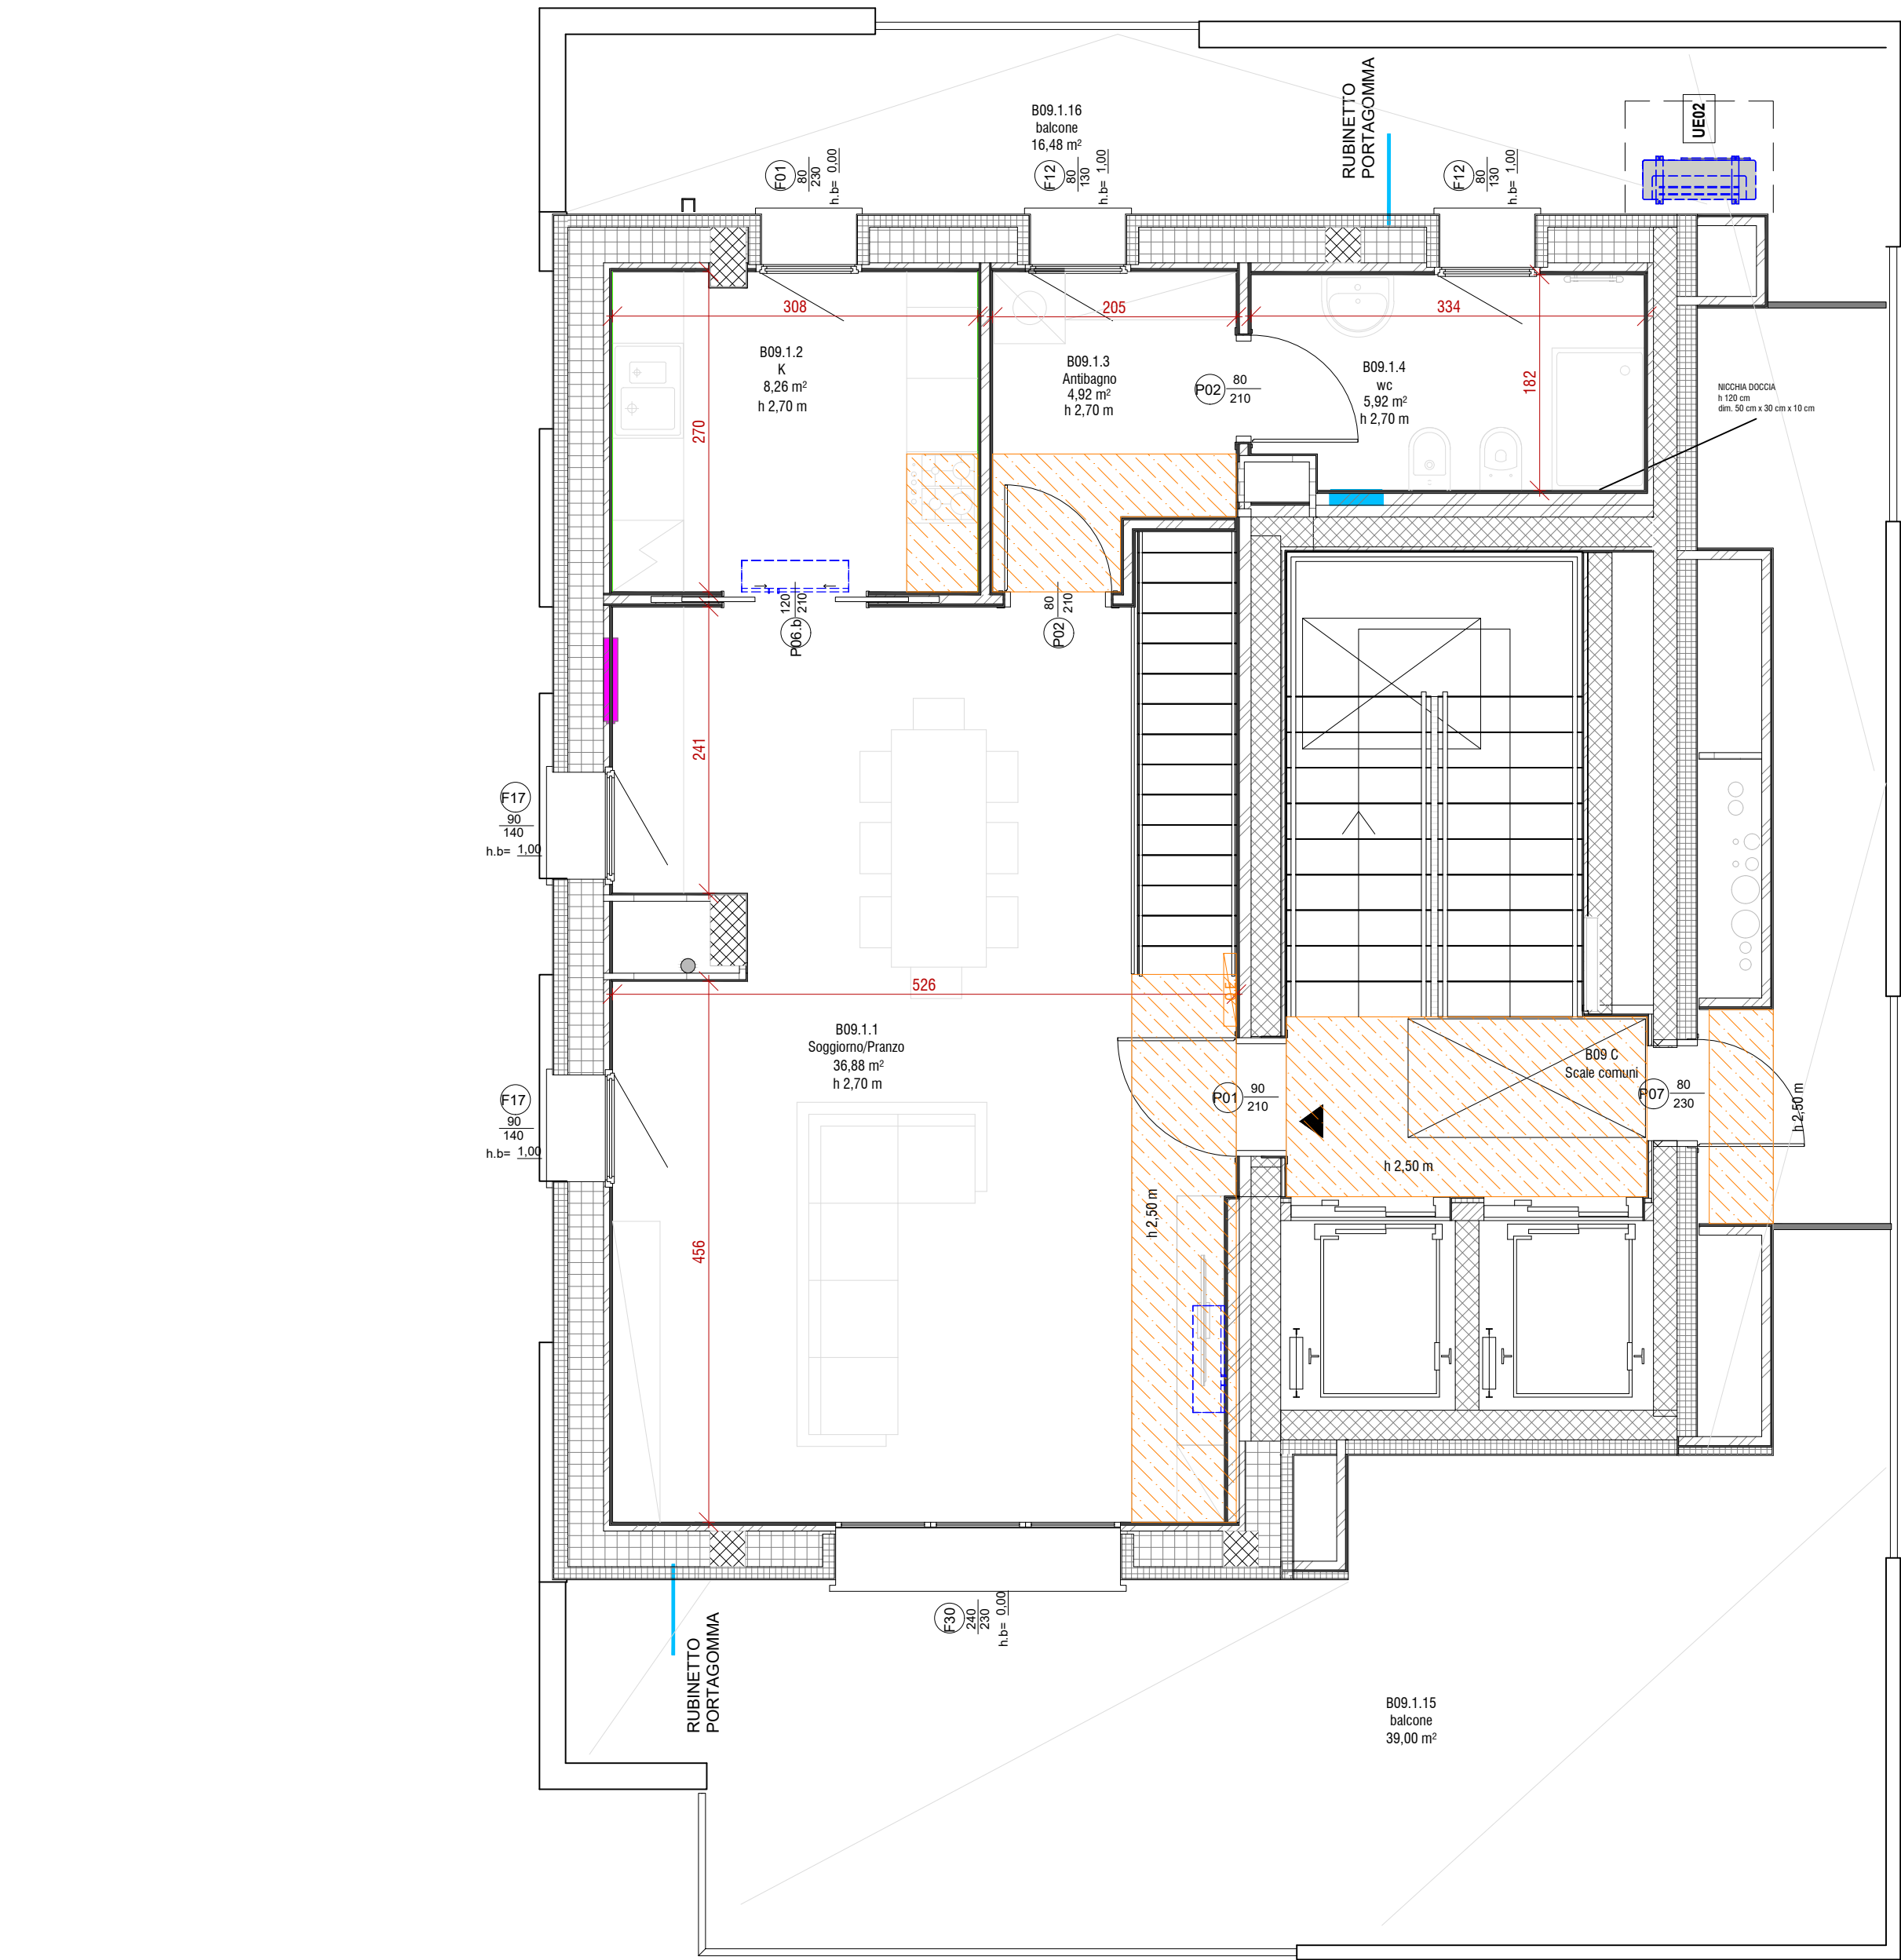 B09.1.16
balcone
16,48 m²
RUBINETTO
PORTAGOMMA
UE02
F01
80
230
h.b= 0,00
F12
80
130
h.b= 1,00
F12
80
130
h.b= 1,00
308
205
334
B09.1.2
K
8,26 m²
h 2,70 m
B09.1.3
Antibagno
4,92 m²
h 2,70 m
P02
80
210
B09.1.4
wc
5,92 m²
h 2,70 m
182
NICCHIA DOCCIA
h 120 cm
dim. 50 cm x 30 cm x 10 cm
270
P06.b
120
210
P02
80
210
241
F17
90
140
h.b= 1,00
526
B09.1.1
Soggiorno/Pranzo
36,88 m²
h 2,70 m
B09 C
Scale comuni
F17
90
140
h.b= 1,00
P01
90
210
P07
80
230
h 2,50 m
h 2,50 m
h 2,50 m
456
F30
240
230
h.b= 0,00
RUBINETTO
PORTAGOMMA
B09.1.15
balcone
39,00 m²